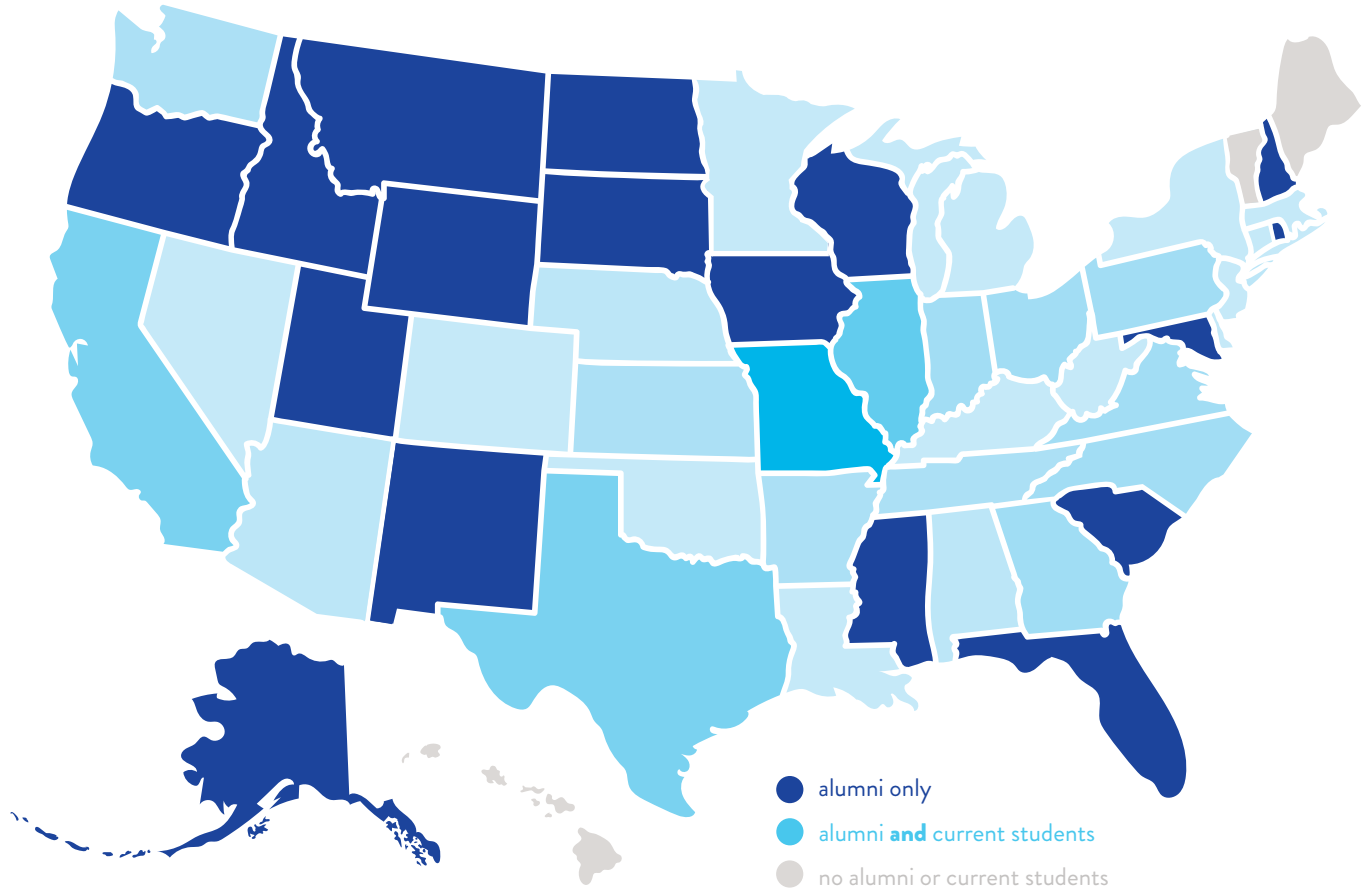 alumni only
alumni and current students
no alumni or current students